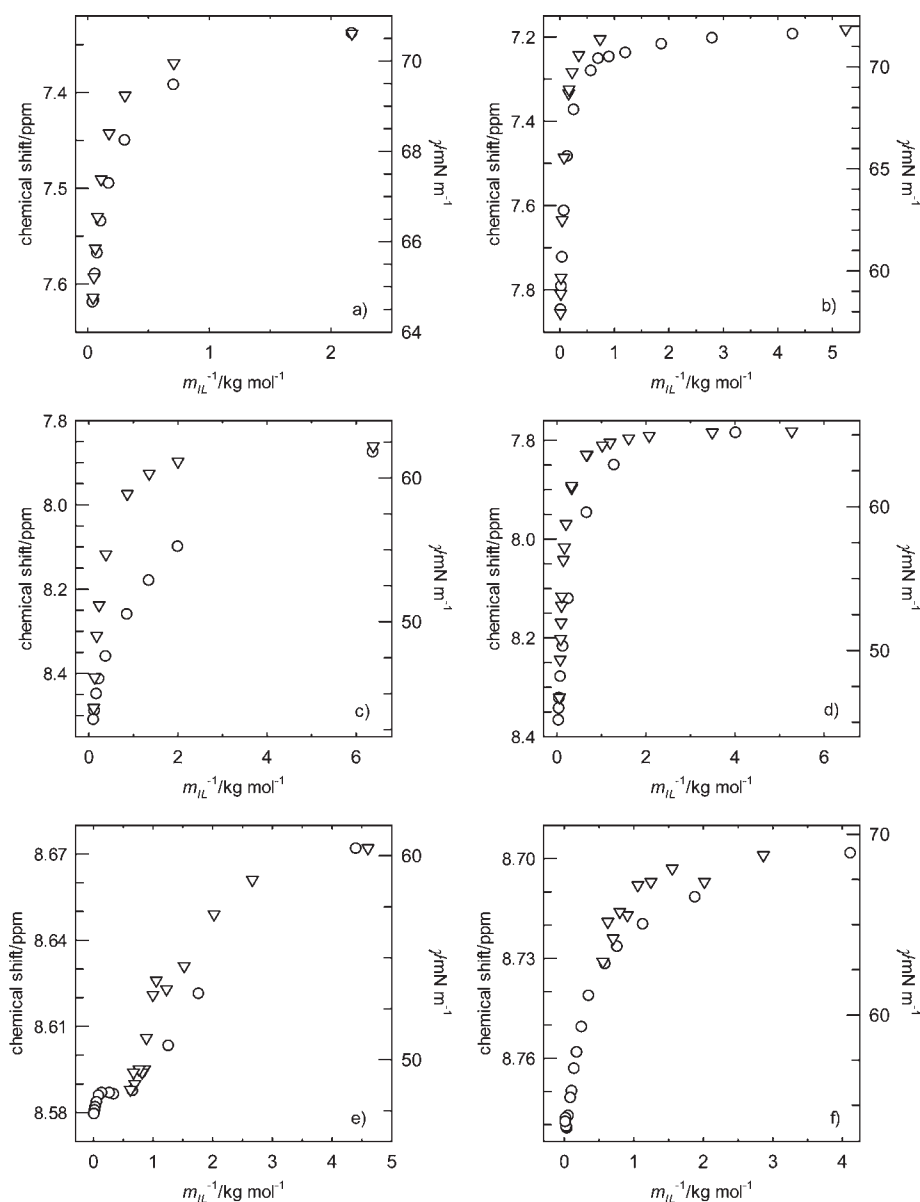 7.4
7.5
7.6
chemical shift/ppm
70
68
66
64
γ/mN m⁻¹
a)
0 1 2
m_IL⁻¹/kg mol⁻¹
7.2
7.4
7.6
7.8
chemical shift/ppm
70
65
60
γ/mN m⁻¹
b)
0 1 2 3 4 5
m_IL⁻¹/kg mol⁻¹
7.8
8.0
8.2
8.4
chemical shift/ppm
60
50
γ/mN m⁻¹
c)
0 2 4 6
m_IL⁻¹/kg mol⁻¹
7.8
8.0
8.2
8.4
chemical shift/ppm
60
50
γ/mN m⁻¹
d)
0 2 4 6
m_IL⁻¹/kg mol⁻¹
8.67
8.64
8.61
8.58
chemical shift/ppm
60
50
γ/mN m⁻¹
e)
0 1 2 3 4 5
m_IL⁻¹/kg mol⁻¹
8.70
8.73
8.76
chemical shift/ppm
70
60
γ/mN m⁻¹
f)
0 1 2 3 4
m_IL⁻¹/kg mol⁻¹